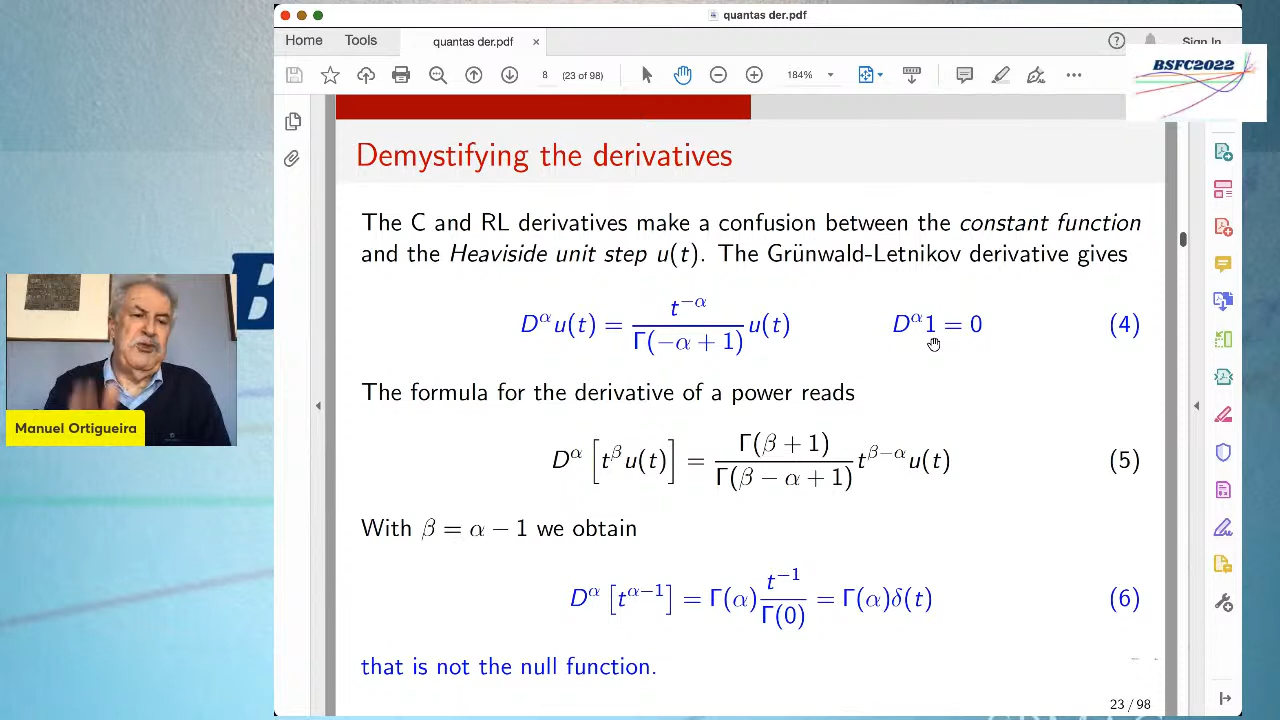 quantas der.pdf
Home Tools quantas der.pdf × Sign In
(23 of 98) 184%
BSFC2022
Demystifying the derivatives
The C and RL derivatives make a confusion between the constant function
and the Heaviside unit step u(t). The Grünwald-Letnikov derivative gives
D^α u(t) = t^{−α} / Γ(−α + 1) u(t) D^α 1 = 0 (4)
The formula for the derivative of a power reads
D^α [t^β u(t)] = Γ(β + 1) / Γ(β − α + 1) t^{β−α} u(t) (5)
With β = α − 1 we obtain
D^α [t^{α−1}] = Γ(α) t^{−1} / Γ(0) = Γ(α)δ(t) (6)
that is not the null function.
23 / 98
Manuel Ortigueira